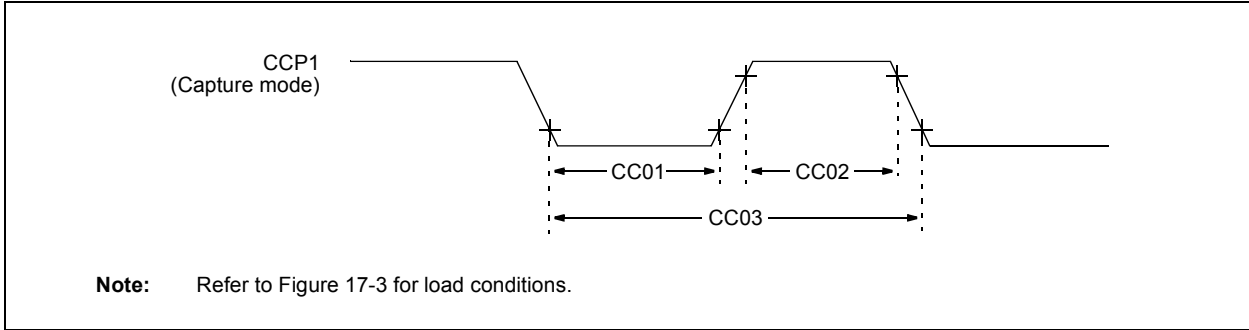 CCP1
(Capture mode)
CC01
CC02
CC03
Note: Refer to Figure 17-3 for load conditions.